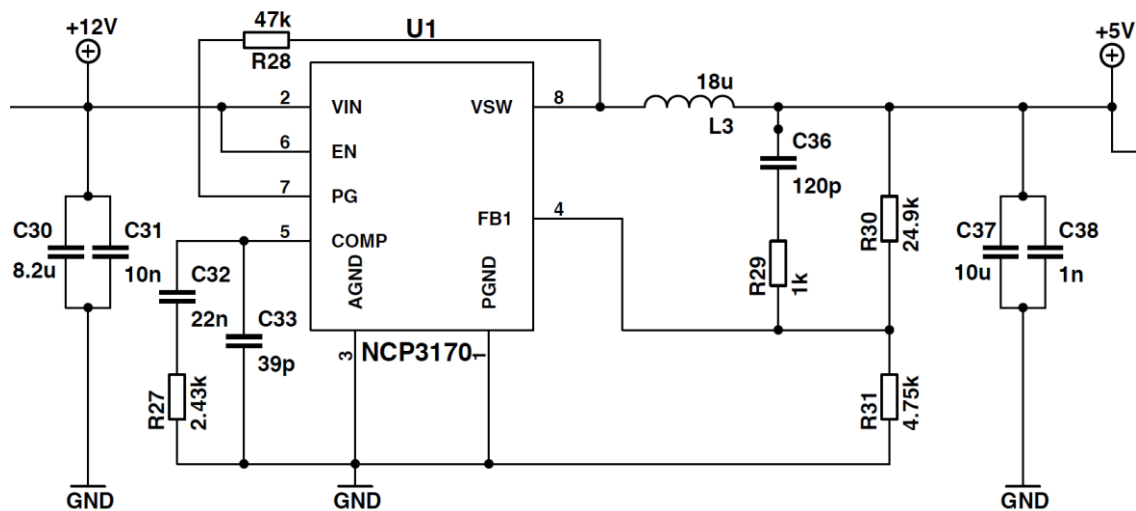 +12V
47k
R28
U1
+5V
2
VIN
VSW
8
18u
L3
6
EN
7
PG
FB1
4
C36
120p
R30
24.9k
C30
8.2u
C31
10n
5
COMP
AGND
PGND
C32
22n
C33
39p
R29
1k
C37
10u
C38
1n
R27
2.43k
3
NCP3170
1
R31
4.75k
GND
GND
GND